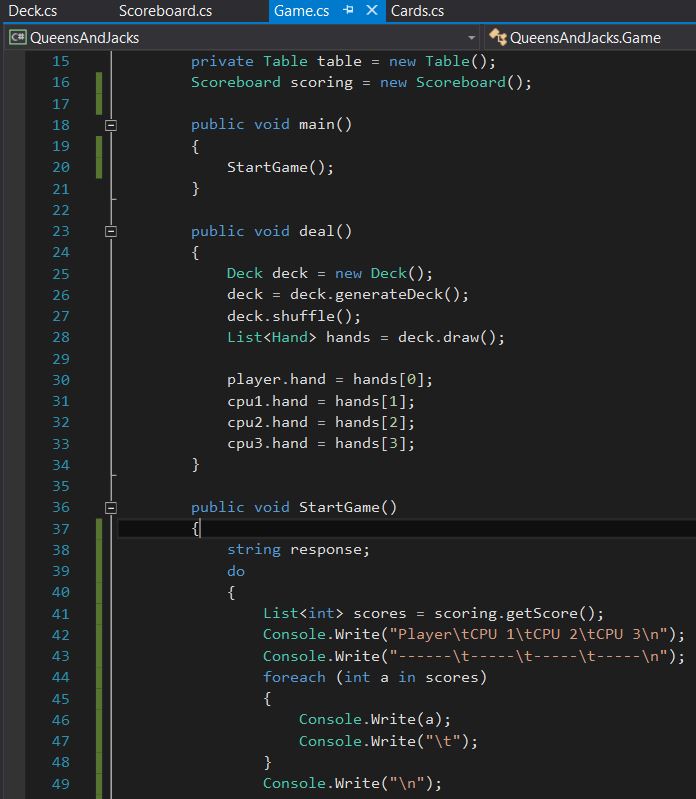 Deck.cs Scoreboard.cs Game.cs Cards.cs
C# QueensAndJacks QueensAndJacks.Game
15 private Table table = new Table();
16 Scoreboard scoring = new Scoreboard();
17
18 public void main()
19 {
20 StartGame();
21 }
22
23 public void deal()
24 {
25 Deck deck = new Deck();
26 deck = deck.generateDeck();
27 deck.shuffle();
28 List<Hand> hands = deck.draw();
29
30 player.hand = hands[0];
31 cpu1.hand = hands[1];
32 cpu2.hand = hands[2];
33 cpu3.hand = hands[3];
34 }
35
36 public void StartGame()
37 {
38 string response;
39 do
40 {
41 List<int> scores = scoring.getScore();
42 Console.Write("Player\tCPU 1\tCPU 2\tCPU 3\n");
43 Console.Write("------\t-----\t-----\t-----\n");
44 foreach (int a in scores)
45 {
46 Console.Write(a);
47 Console.Write("\t");
48 }
49 Console.Write("\n");